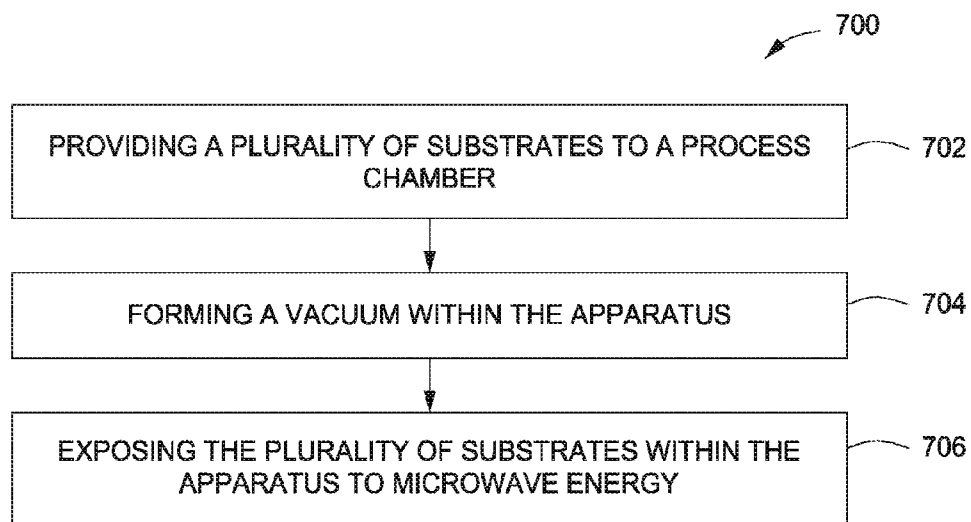 700
PROVIDING A PLURALITY OF SUBSTRATES TO A PROCESS
CHAMBER
702
FORMING A VACUUM WITHIN THE APPARATUS
704
EXPOSING THE PLURALITY OF SUBSTRATES WITHIN THE
APPARATUS TO MICROWAVE ENERGY
706